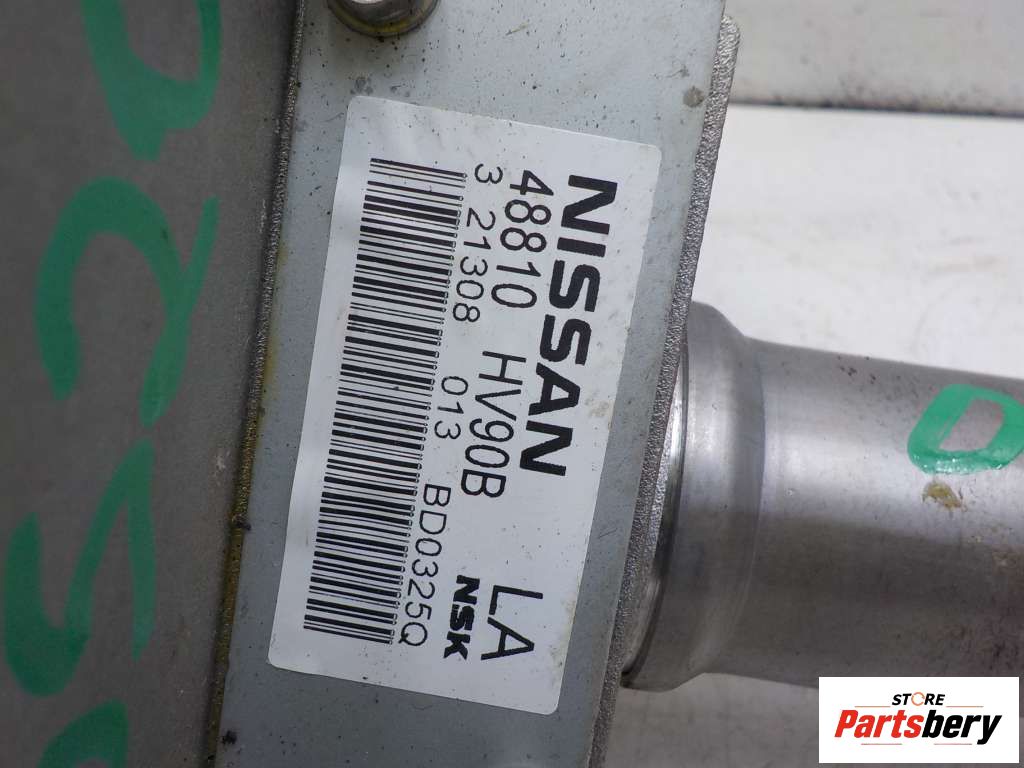 NISSAN
48810 HV90B LA
3 21308 013 BD0325Q
NSK
STORE
Partsbery